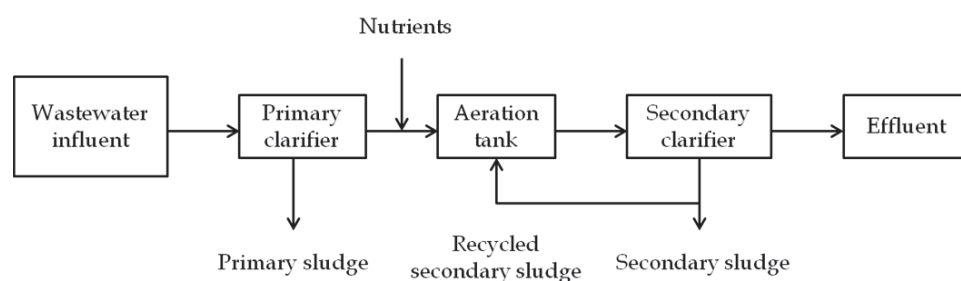 Nutrients
Wastewater
influent
Primary
clarifier
Aeration
tank
Secondary
clarifier
Effluent
Primary sludge
Recycled
secondary sludge
Secondary sludge